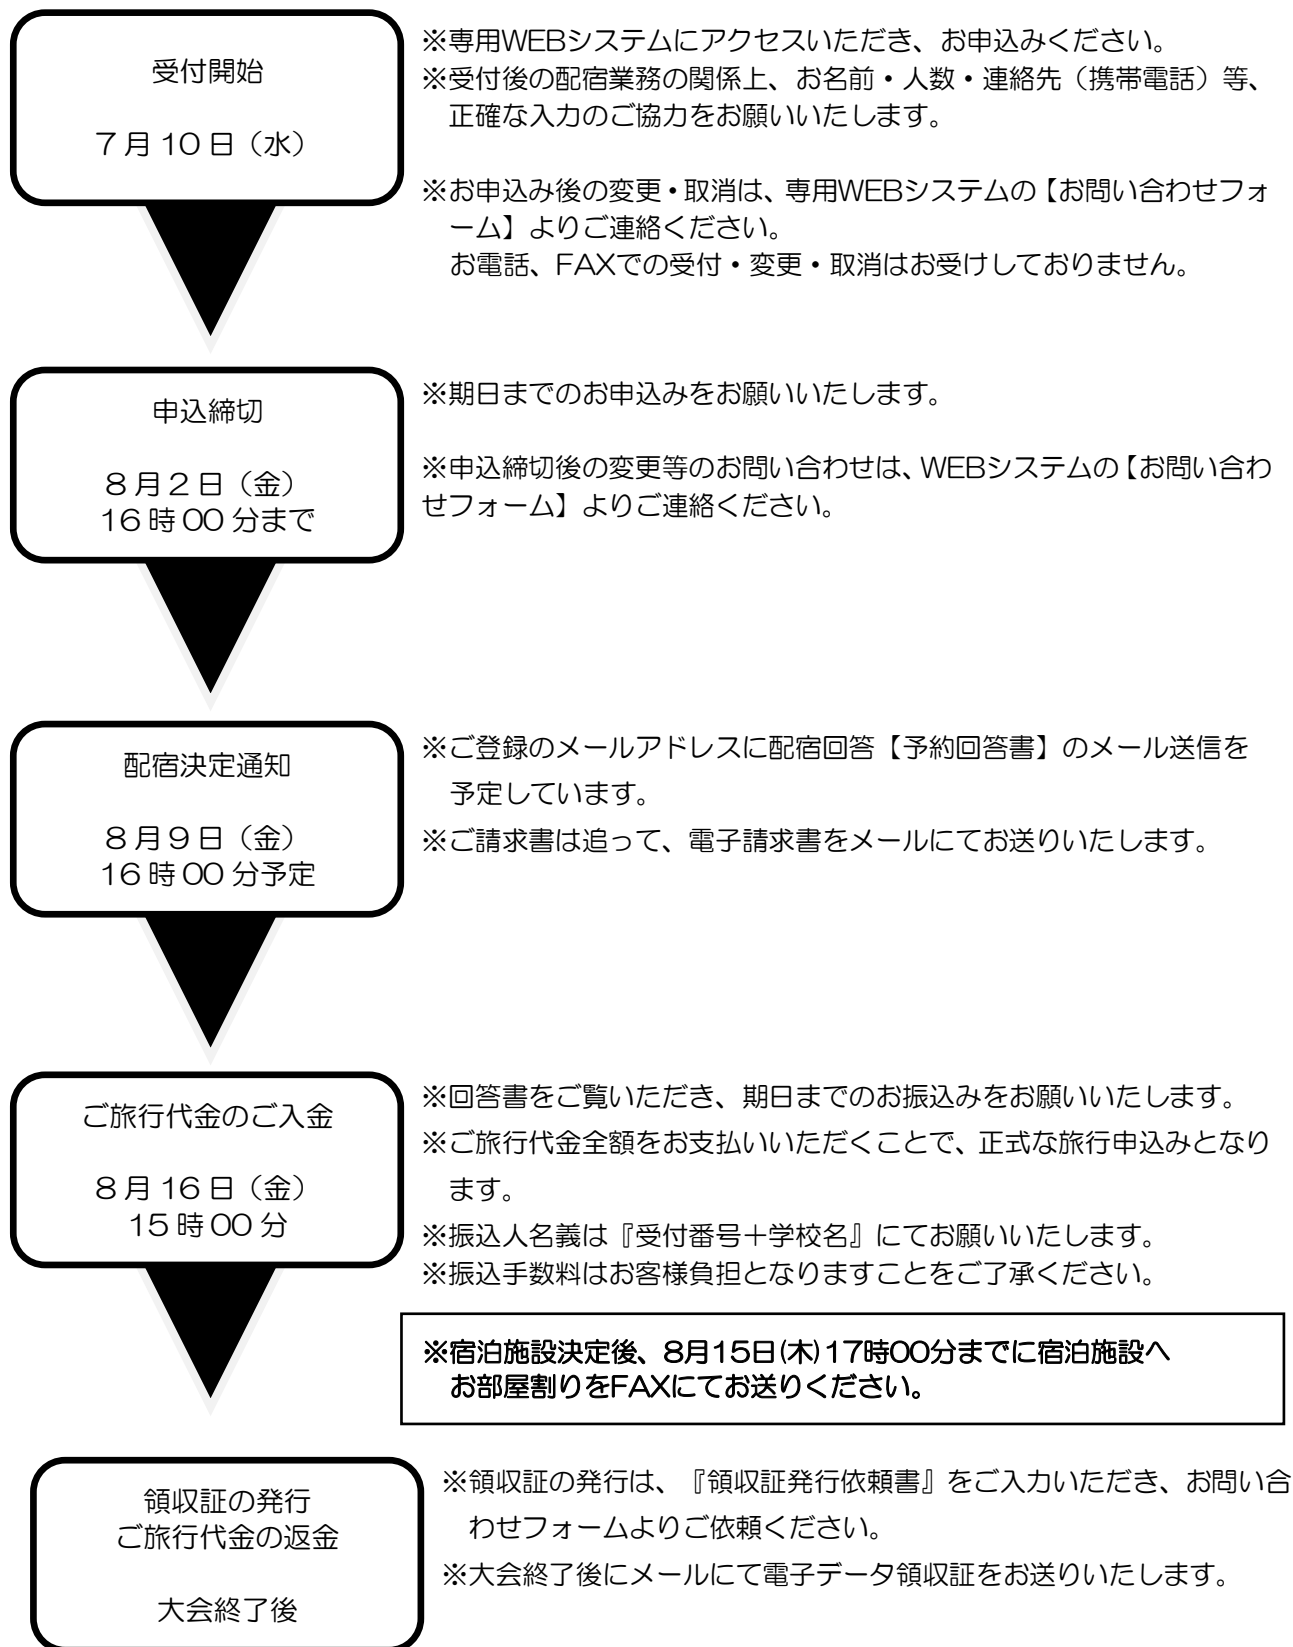 受付開始
7月10日（水）
※専用WEBシステムにアクセスいただき、お申込みください。
※受付後の配宿業務の関係上、お名前・人数・連絡先（携帯電話）等、
正確な入力のご協力をお願いいたします。
※お申込み後の変更・取消は、専用WEBシステムの【お問い合わせフォ
ーム】よりご連絡ください。
お電話、FAXでの受付・変更・取消はお受けしておりません。
申込締切
8月2日（金）
16時00分まで
※期日までのお申込みをお願いいたします。
※申込締切後の変更等のお問い合わせは、WEBシステムの【お問い合わ
せフォーム】よりご連絡ください。
配宿決定通知
8月9日（金）
16時00分予定
※ご登録のメールアドレスに配宿回答【予約回答書】のメール送信を
予定しています。
※ご請求書は追って、電子請求書をメールにてお送りいたします。
ご旅行代金のご入金
8月16日（金）
15時00分
※回答書をご覧いただき、期日までのお振込みをお願いいたします。
※ご旅行代金全額をお支払いいただくことで、正式な旅行申込みとなり
ます。
※振込人名義は『受付番号＋学校名』にてお願いいたします。
※振込手数料はお客様負担となりますことをご了承ください。
※宿泊施設決定後、8月15日(木)17時00分までに宿泊施設へ
お部屋割りをFAXにてお送りください。
領収証の発行
ご旅行代金の返金
大会終了後
※領収証の発行は、『領収証発行依頼書』をご入力いただき、お問い合
わせフォームよりご依頼ください。
※大会終了後にメールにて電子データ領収証をお送りいたします。